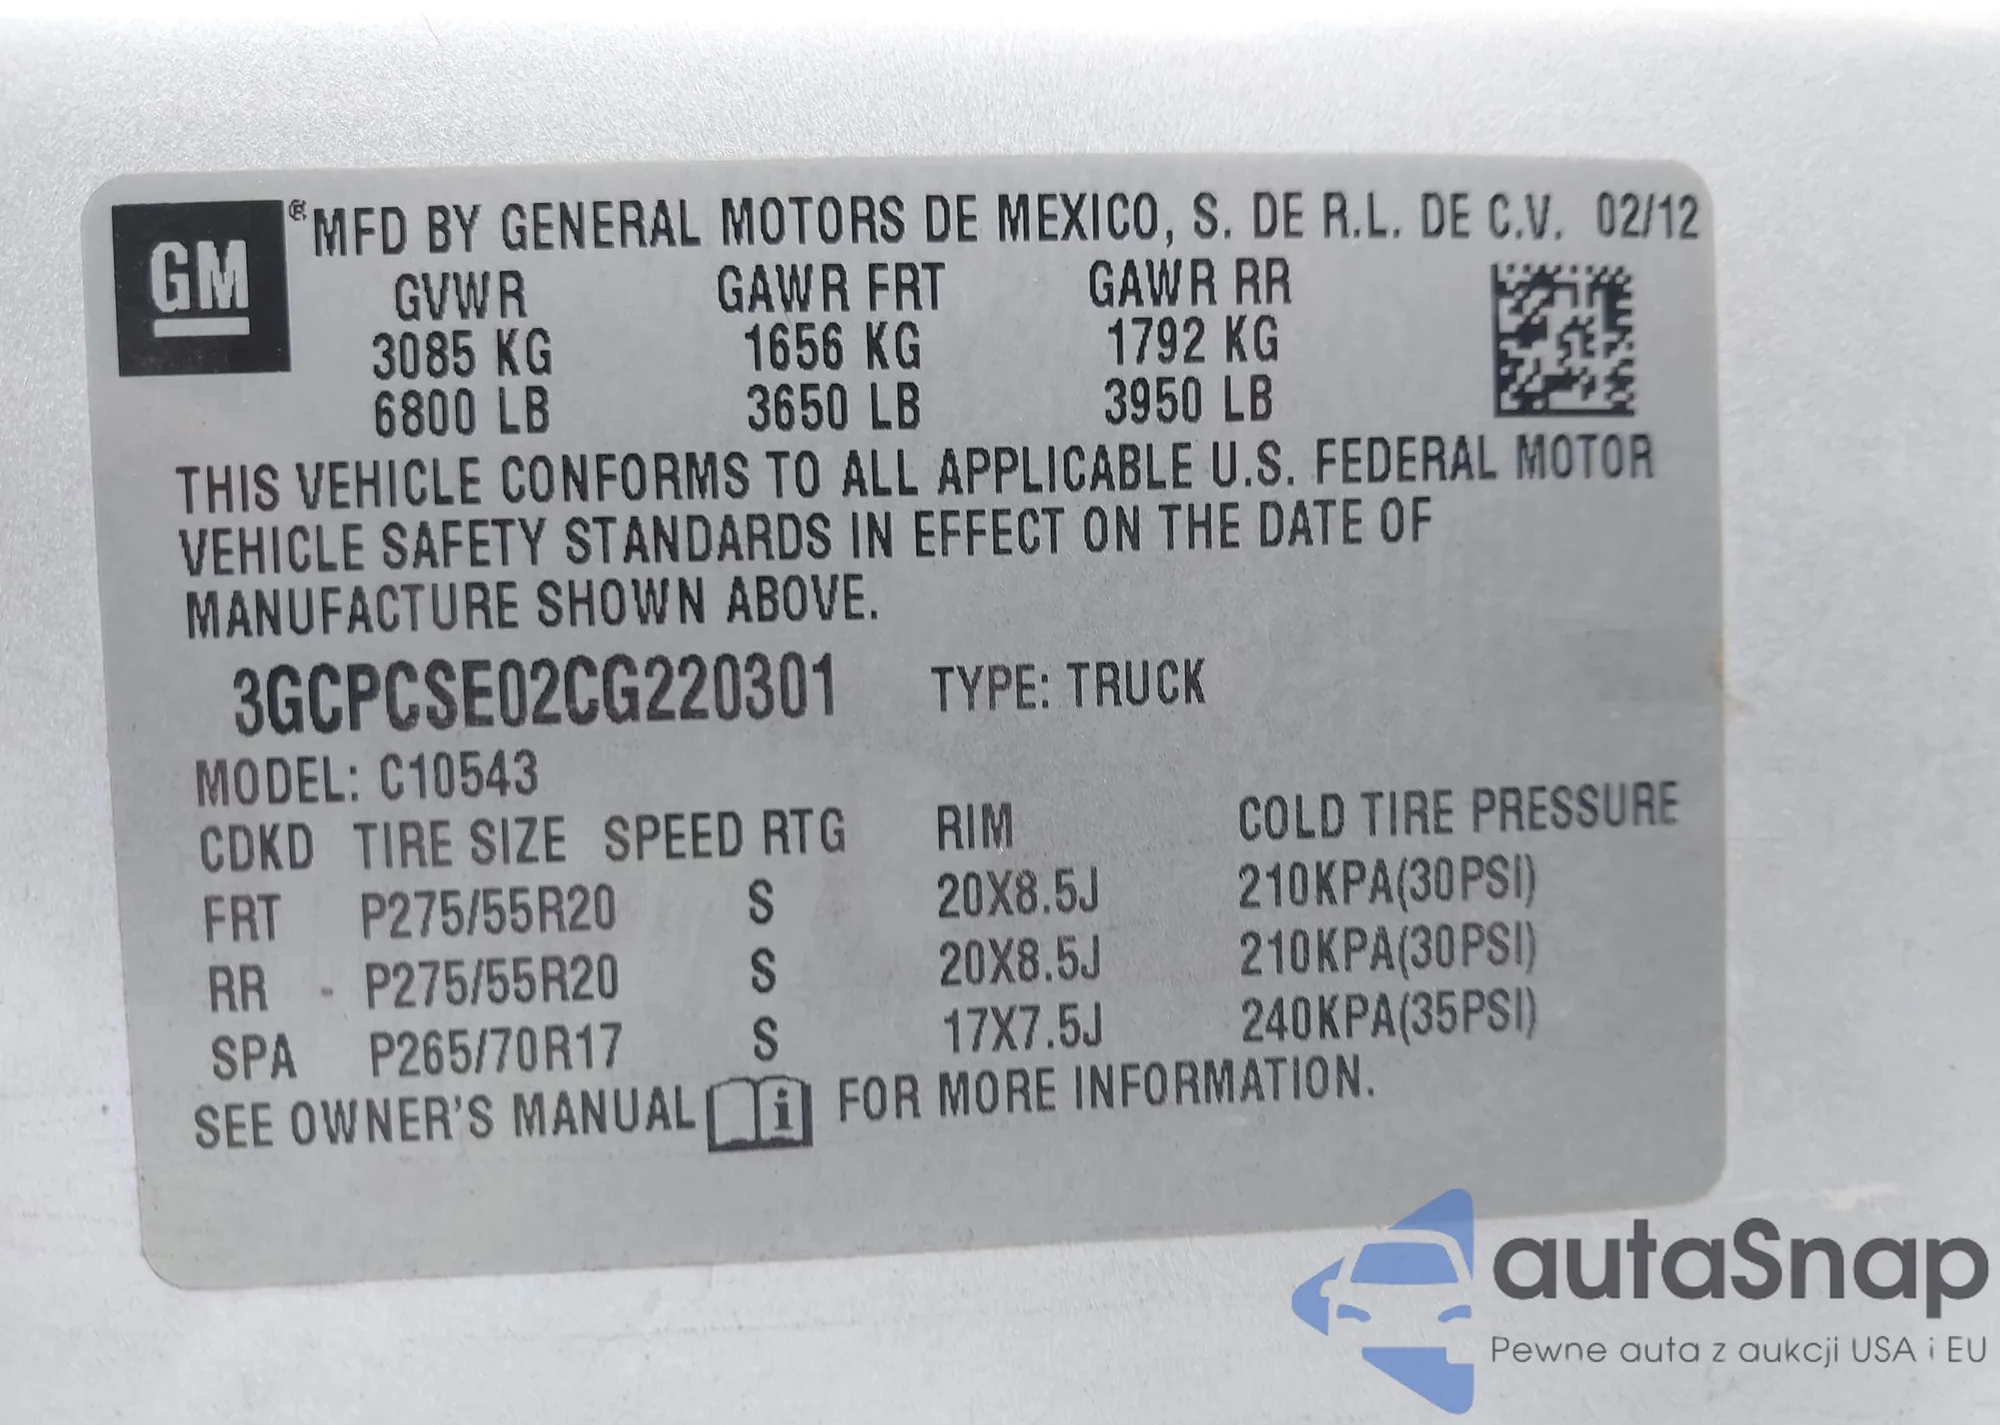 GM ® MFD BY GENERAL MOTORS DE MEXICO, S. DE R.L. DE C.V. 02/12
GVWR GAWR FRT GAWR RR
3085 KG 1656 KG 1792 KG
6800 LB 3650 LB 3950 LB
THIS VEHICLE CONFORMS TO ALL APPLICABLE U.S. FEDERAL MOTOR
VEHICLE SAFETY STANDARDS IN EFFECT ON THE DATE OF
MANUFACTURE SHOWN ABOVE.
3GCPCSE02CG220301 TYPE: TRUCK
MODEL: C10543
CDKD TIRE SIZE SPEED RTG RIM COLD TIRE PRESSURE
FRT P275/55R20 S 20X8.5J 210KPA(30PSI)
RR - P275/55R20 S 20X8.5J 210KPA(30PSI)
SPA P265/70R17 S 17X7.5J 240KPA(35PSI)
SEE OWNER'S MANUAL i FOR MORE INFORMATION.
autaSnap
Pewne auta z aukcji USA i EU